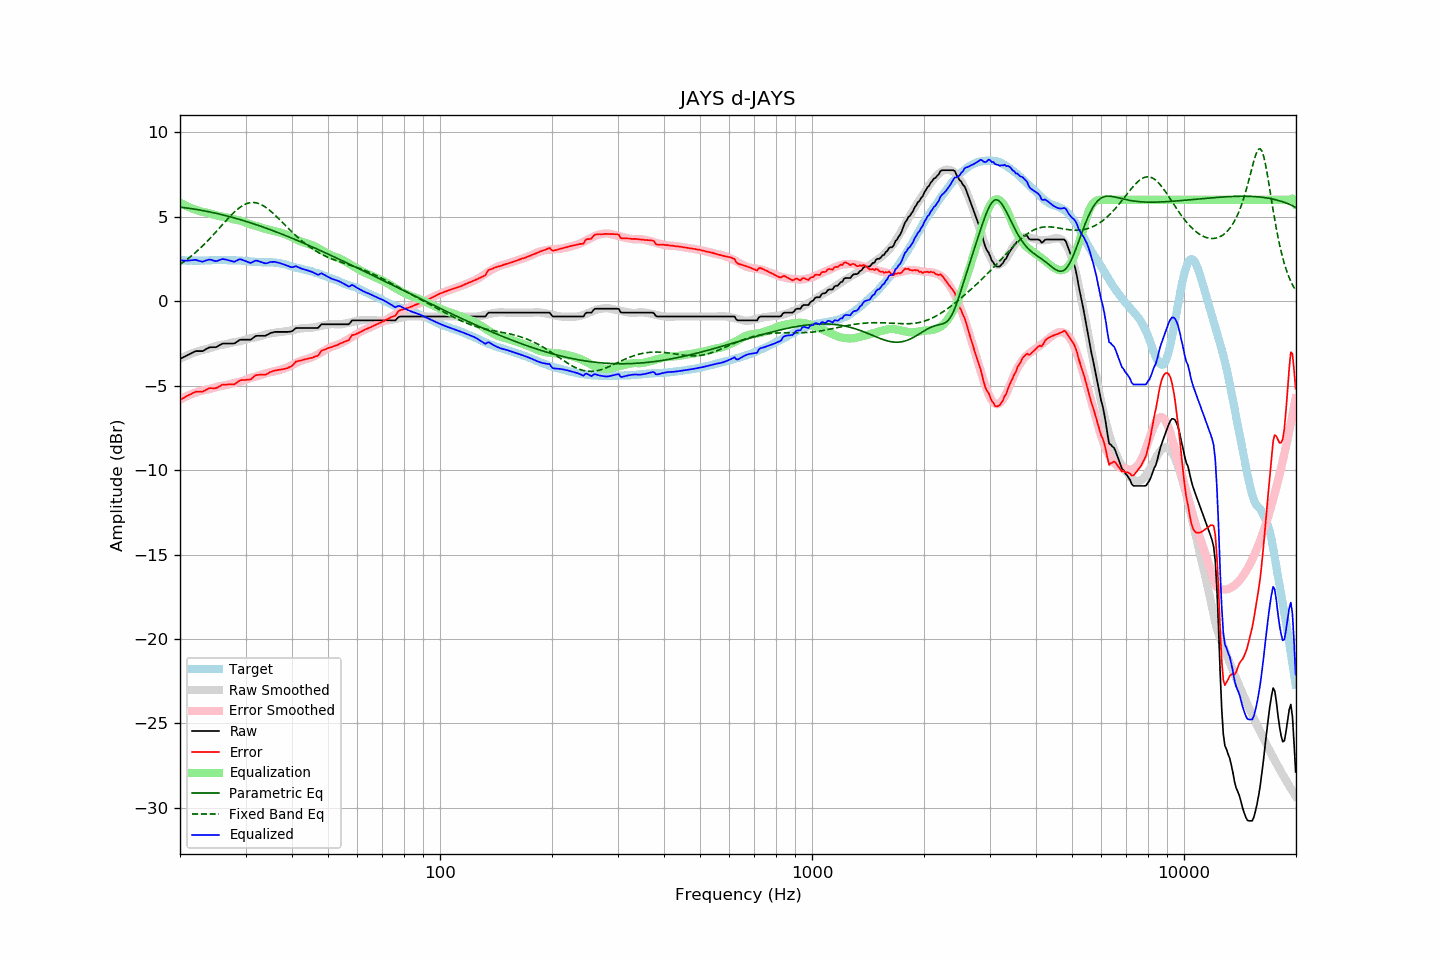 JAYS d-JAYS
10
5
0
−5
−10
−15
−20
−25
−30
Amplitude (dBr)
Target
Raw Smoothed
Error Smoothed
Raw
Error
Equalization
Parametric Eq
Fixed Band Eq
Equalized
100
1000
10000
Frequency (Hz)